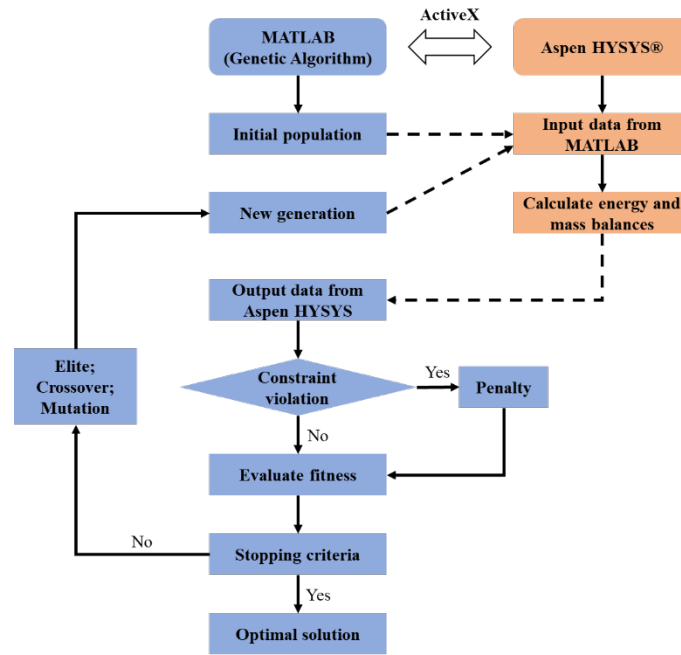 ActiveX
MATLAB
(Genetic Algorithm)
Aspen HYSYS®
Initial population
Input data from
MATLAB
New generation
Calculate energy and
mass balances
Output data from
Aspen HYSYS
Elite;
Crossover;
Mutation
Constraint
violation
Yes
Penalty
No
Evaluate fitness
No
Stopping criteria
Yes
Optimal solution